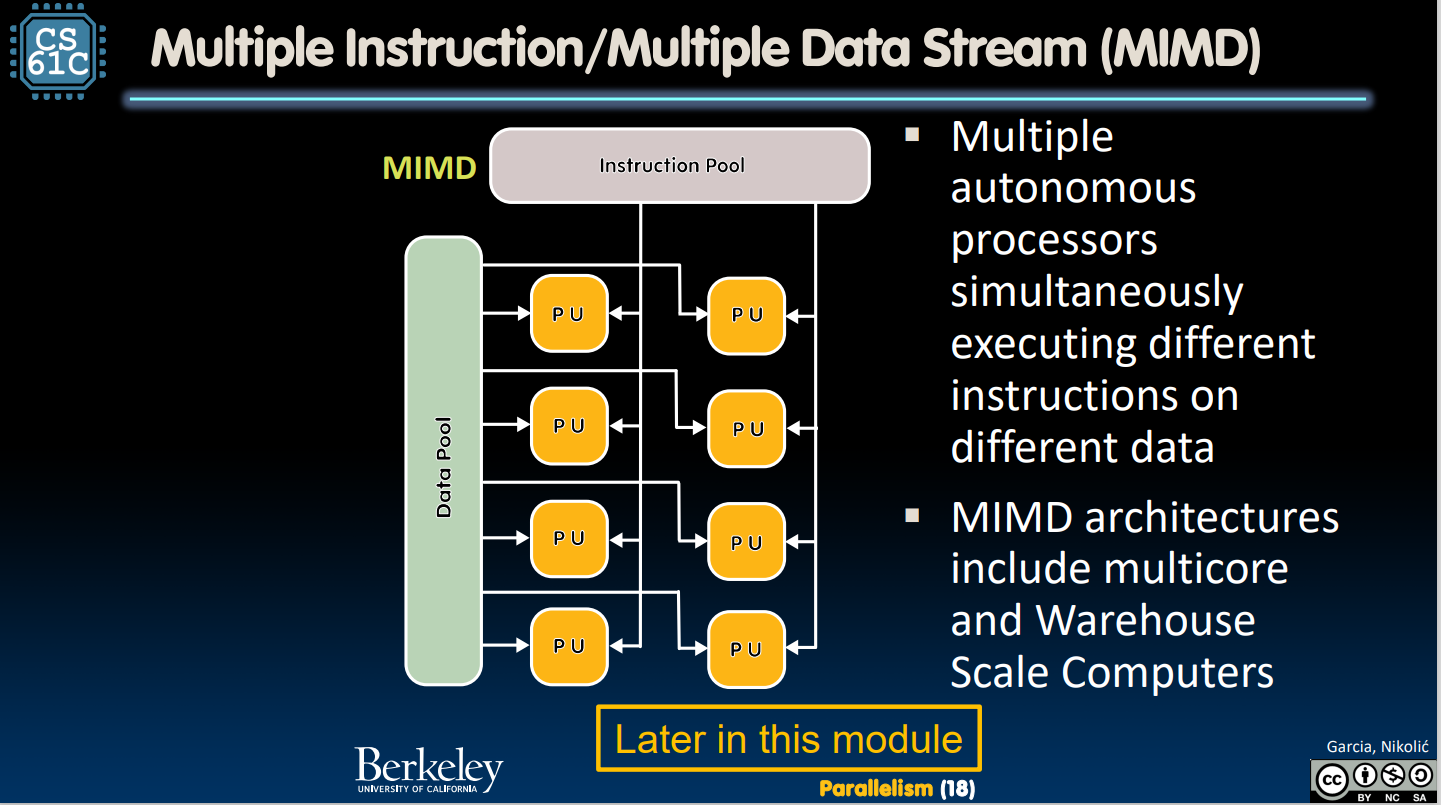 CS
61C
Multiple Instruction/Multiple Data Stream (MIMD)
MIMD
Instruction Pool
Data Pool
PU
PU
PU
PU
PU
PU
PU
PU
▪ Multiple
autonomous
processors
simultaneously
executing different
instructions on
different data
▪ MIMD architectures
include multicore
and Warehouse
Scale Computers
Later in this module
Berkeley
UNIVERSITY OF CALIFORNIA
Parallelism (18)
Garcia, Nikolić
cc
BY NC SA